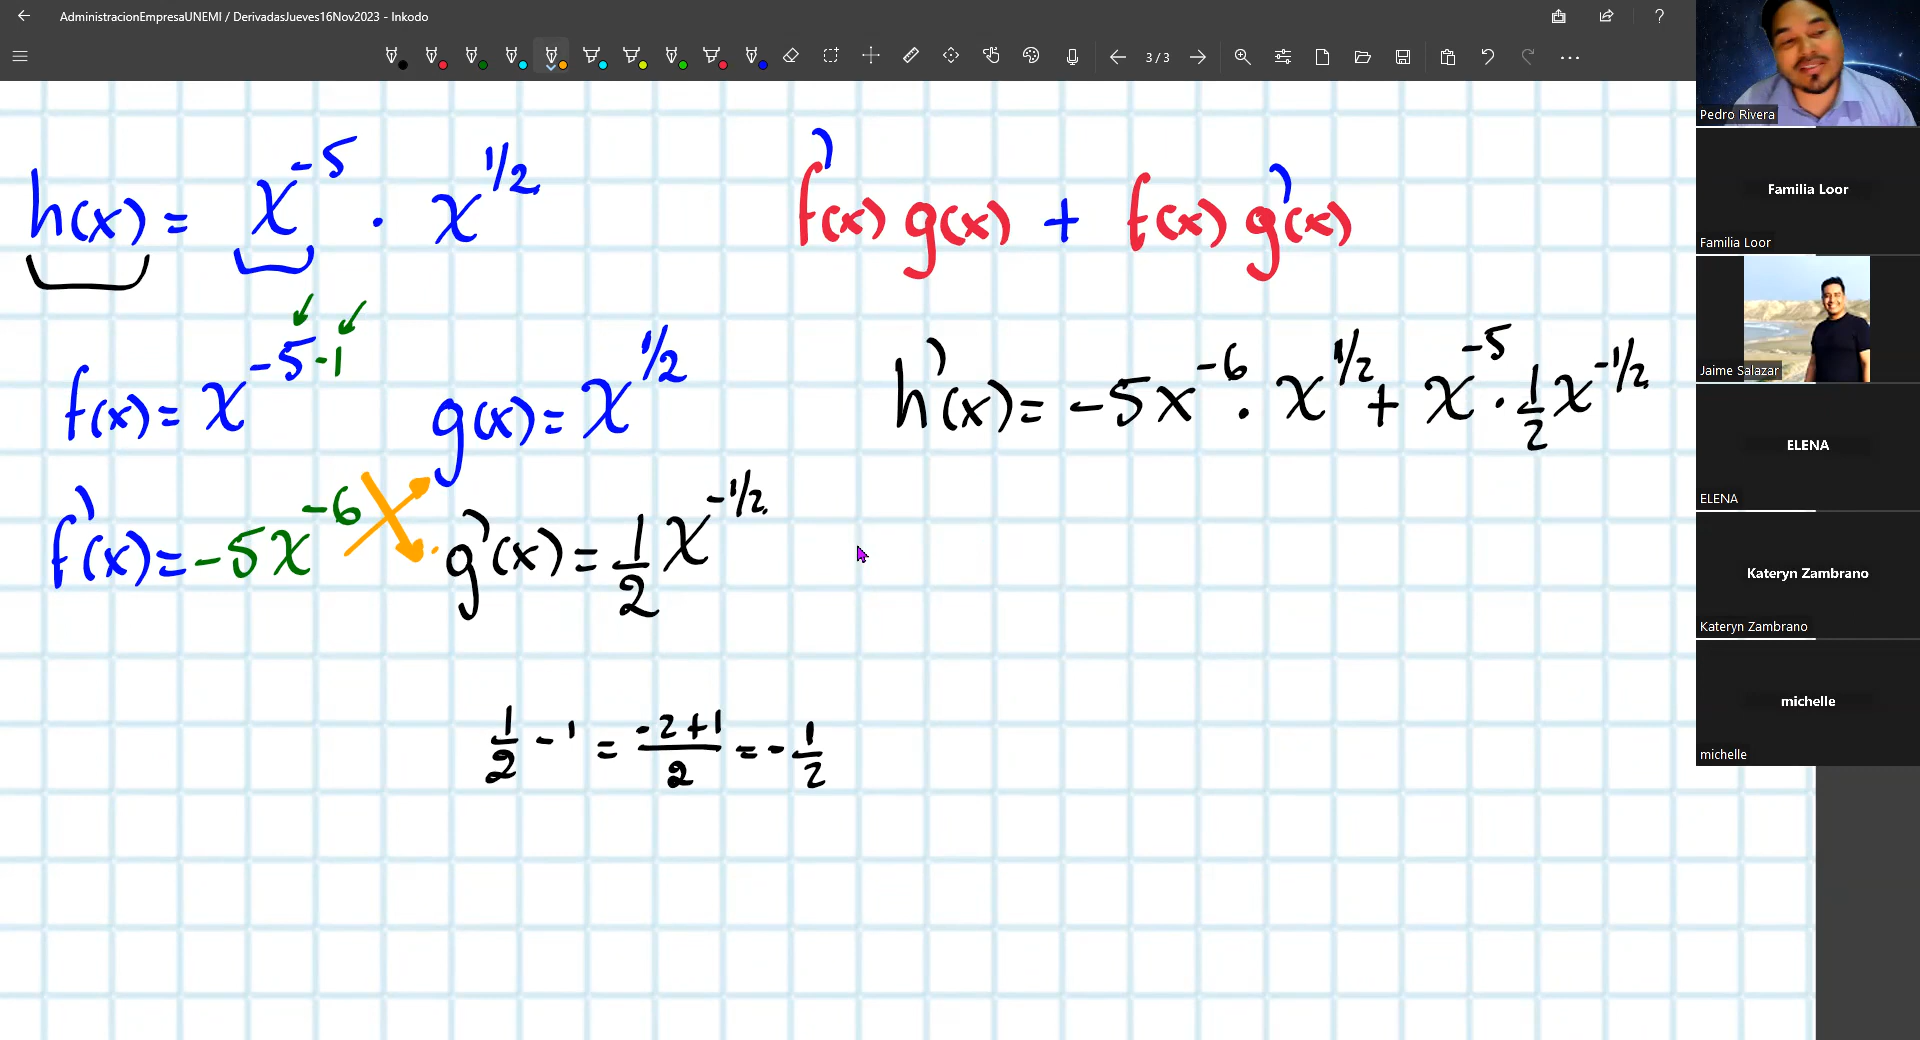 AdministracionEmpresaUNEMI / DerivadasJueves16Nov2023 - Inkodo
3 / 3
h(x) = x^-5 · x^1/2
f'(x) g(x) + f(x) g'(x)
f(x) = x^-5-1
g(x) = x^1/2
h'(x) = -5x^-6 · x^1/2 + x^-5 · 1/2 x^-1/2
f'(x) = -5x^-6
g'(x) = 1/2 x^-1/2
1/2 - 1 = -2+1/2 = -1/2
Pedro Rivera
Familia Loor
Familia Loor
Jaime Salazar
ELENA
ELENA
Kateryn Zambrano
Kateryn Zambrano
michelle
michelle